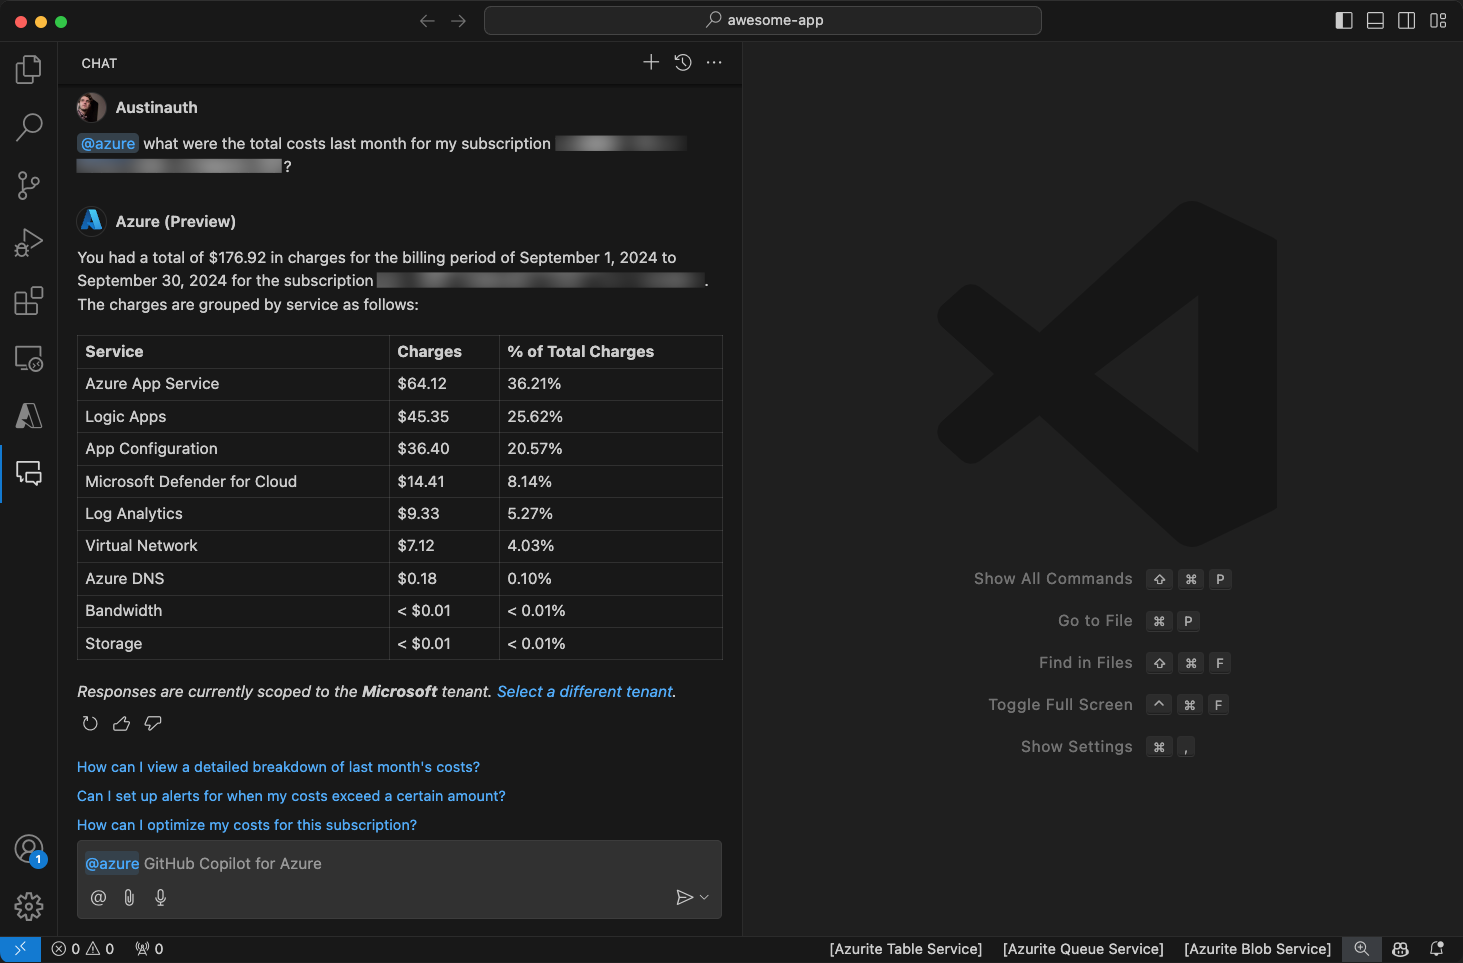 awesome-app
CHAT
Austinauth
@azure what were the total costs last month for my subscription
?
Azure (Preview)
You had a total of $176.92 in charges for the billing period of September 1, 2024 to
September 30, 2024 for the subscription .
The charges are grouped by service as follows:
Service Charges % of Total Charges
Azure App Service $64.12 36.21%
Logic Apps $45.35 25.62%
App Configuration $36.40 20.57%
Microsoft Defender for Cloud $14.41 8.14%
Log Analytics $9.33 5.27%
Virtual Network $7.12 4.03%
Azure DNS $0.18 0.10%
Bandwidth < $0.01 < 0.01%
Storage < $0.01 < 0.01%
Responses are currently scoped to the Microsoft tenant. Select a different tenant.
How can I view a detailed breakdown of last month's costs?
Can I set up alerts for when my costs exceed a certain amount?
How can I optimize my costs for this subscription?
@azure GitHub Copilot for Azure
1
0 0 0
Show All Commands ⇧ ⌘ P
Go to File ⌘ P
Find in Files ⇧ ⌘ F
Toggle Full Screen ^ ⌘ F
Show Settings ⌘ ,
[Azurite Table Service] [Azurite Queue Service] [Azurite Blob Service]